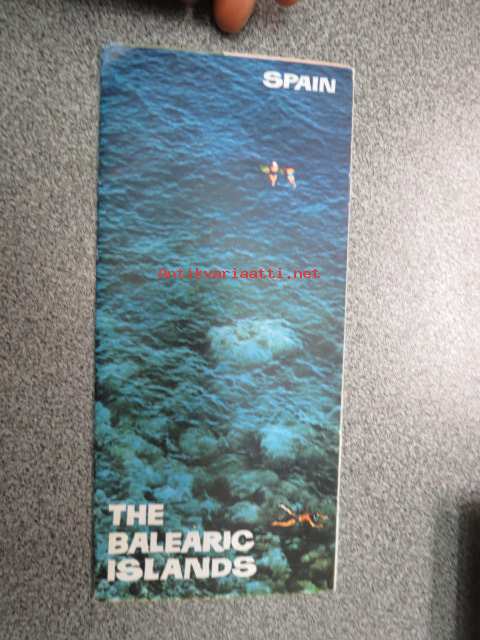 SPAIN
Antikvariaatti.net
THE
BALEARIC
ISLANDS